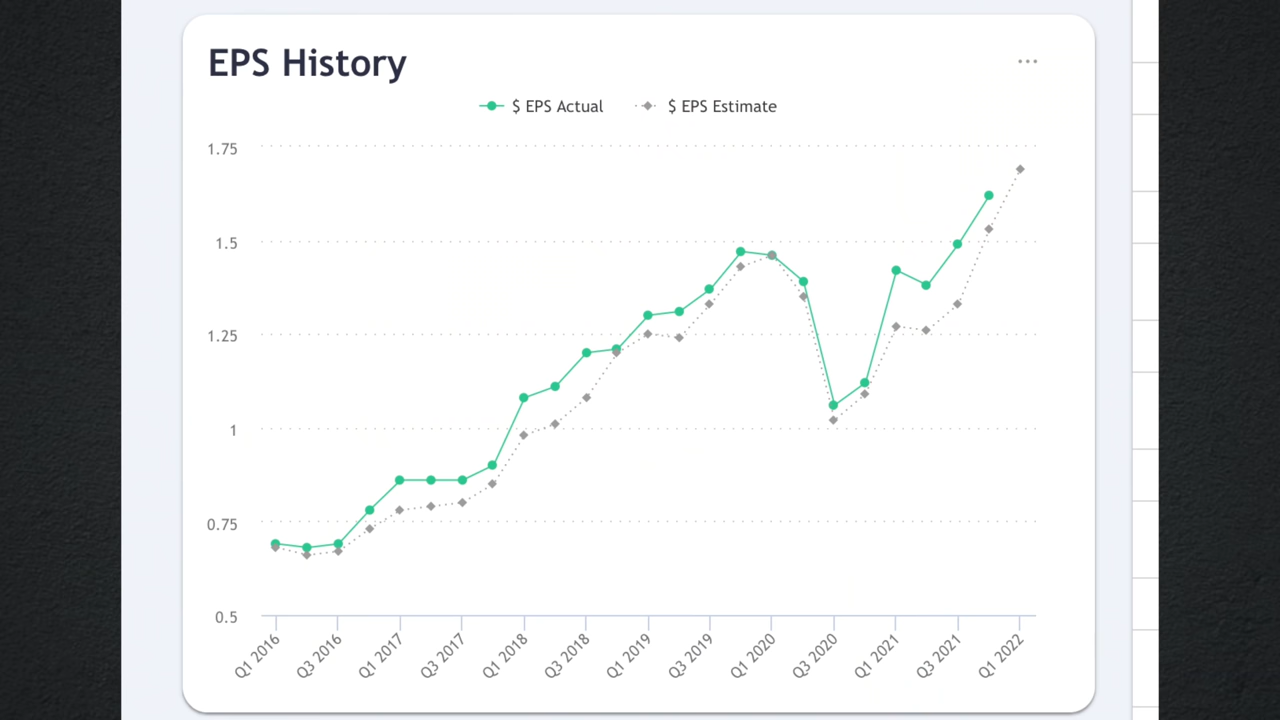 EPS History
$ EPS Actual
$ EPS Estimate
1.75
1.5
1.25
1
0.75
0.5
Q1 2016
Q3 2016
Q1 2017
Q3 2017
Q1 2018
Q3 2018
Q1 2019
Q3 2019
Q1 2020
Q3 2020
Q1 2021
Q3 2021
Q1 2022